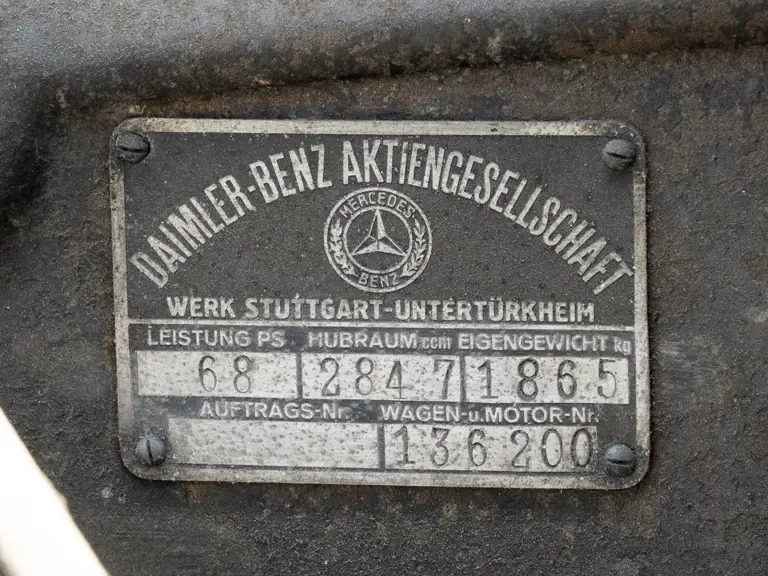 DAIMLER-BENZ AKTIENGESELLSCHAFT
MERCEDES
BENZ
WERK STUTTGART-UNTERTÜRKHEIM
LEISTUNG PS HUBRAUM ccm EIGENGEWICHT kg
68 2847 1865
AUFTRAGS-Nr. WAGEN-u.MOTOR-Nr.
136200